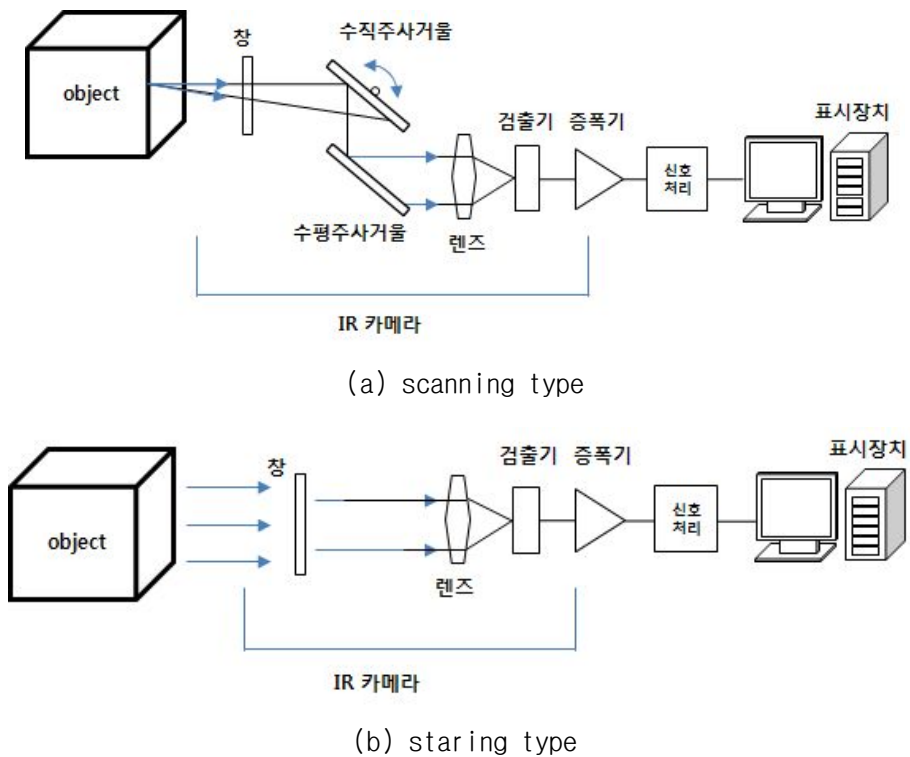 창
수직주사거울
object
검출기
증폭기
표시장치
신호
처리
수평주사거울
렌즈
IR 카메라
(a) scanning type
창
검출기
증폭기
표시장치
object
신호
처리
렌즈
IR 카메라
(b) staring type